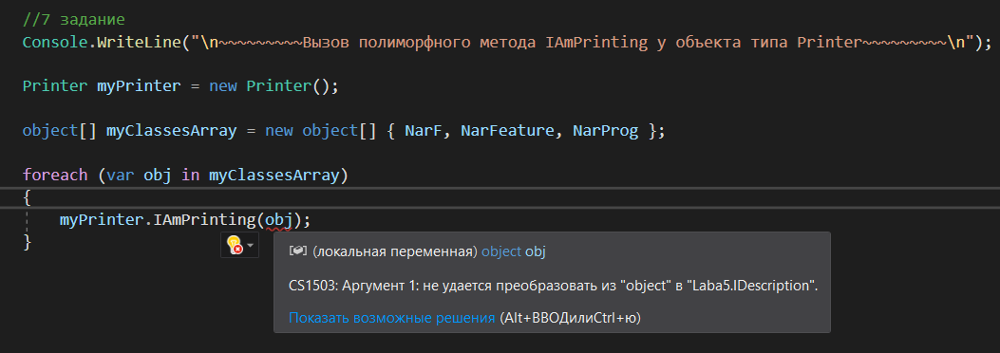 //7 задание
Console.WriteLine("\n~~~~~~~~~Вызов полиморфного метода IAmPrinting у объекта типа Printer~~~~~~~~~\n");
Printer myPrinter = new Printer();
object[] myClassesArray = new object[] { NarF, NarFeature, NarProg };
foreach (var obj in myClassesArray)
{
myPrinter.IAmPrinting(obj);
}
(локальная переменная) object obj
CS1503: Аргумент 1: не удается преобразовать из "object" в "Laba5.IDescription".
Показать возможные решения (Alt+ВВОДилиCtrl+ю)